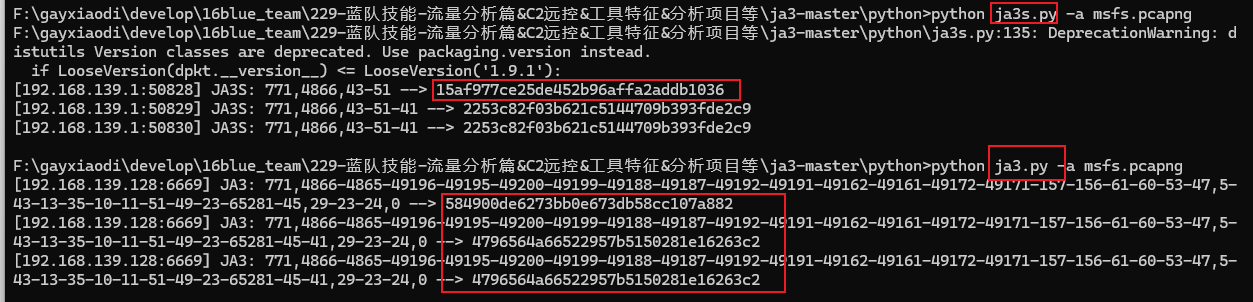 F:\gayxiaodi\develop\16blue_team\229-蓝队技能-流量分析篇&C2远控&工具特征&分析项目等\ja3-master\python>python ja3s.py -a msfs.pcapng
F:\gayxiaodi\develop\16blue_team\229-蓝队技能-流量分析篇&C2远控&工具特征&分析项目等\ja3-master\python\ja3s.py:135: DeprecationWarning: d
istutils Version classes are deprecated. Use packaging.version instead.
  if LooseVersion(dpkt.__version__) <= LooseVersion('1.9.1'):
[192.168.139.1:50828] JA3S: 771,4866,43-51 --> 15af977ce25de452b96affa2addb1036
[192.168.139.1:50829] JA3S: 771,4866,43-51-41 --> 2253c82f03b621c5144709b393fde2c9
[192.168.139.1:50830] JA3S: 771,4866,43-51-41 --> 2253c82f03b621c5144709b393fde2c9
F:\gayxiaodi\develop\16blue_team\229-蓝队技能-流量分析篇&C2远控&工具特征&分析项目等\ja3-master\python>python ja3.py -a msfs.pcapng
[192.168.139.128:6669] JA3: 771,4866-4865-49196-49195-49200-49199-49188-49187-49192-49191-49162-49161-49172-49171-157-156-61-60-53-47,5-
43-13-35-10-11-51-49-23-65281-45,29-23-24,0 --> 584900de6273bb0e673db58cc107a882
[192.168.139.128:6669] JA3: 771,4866-4865-49196-49195-49200-49199-49188-49187-49192-49191-49162-49161-49172-49171-157-156-61-60-53-47,5-
43-13-35-10-11-51-49-23-65281-45-41,29-23-24,0 --> 4796564a66522957b5150281e16263c2
[192.168.139.128:6669] JA3: 771,4866-4865-49196-49195-49200-49199-49188-49187-49192-49191-49162-49161-49172-49171-157-156-61-60-53-47,5-
43-13-35-10-11-51-49-23-65281-45-41,29-23-24,0 --> 4796564a66522957b5150281e16263c2